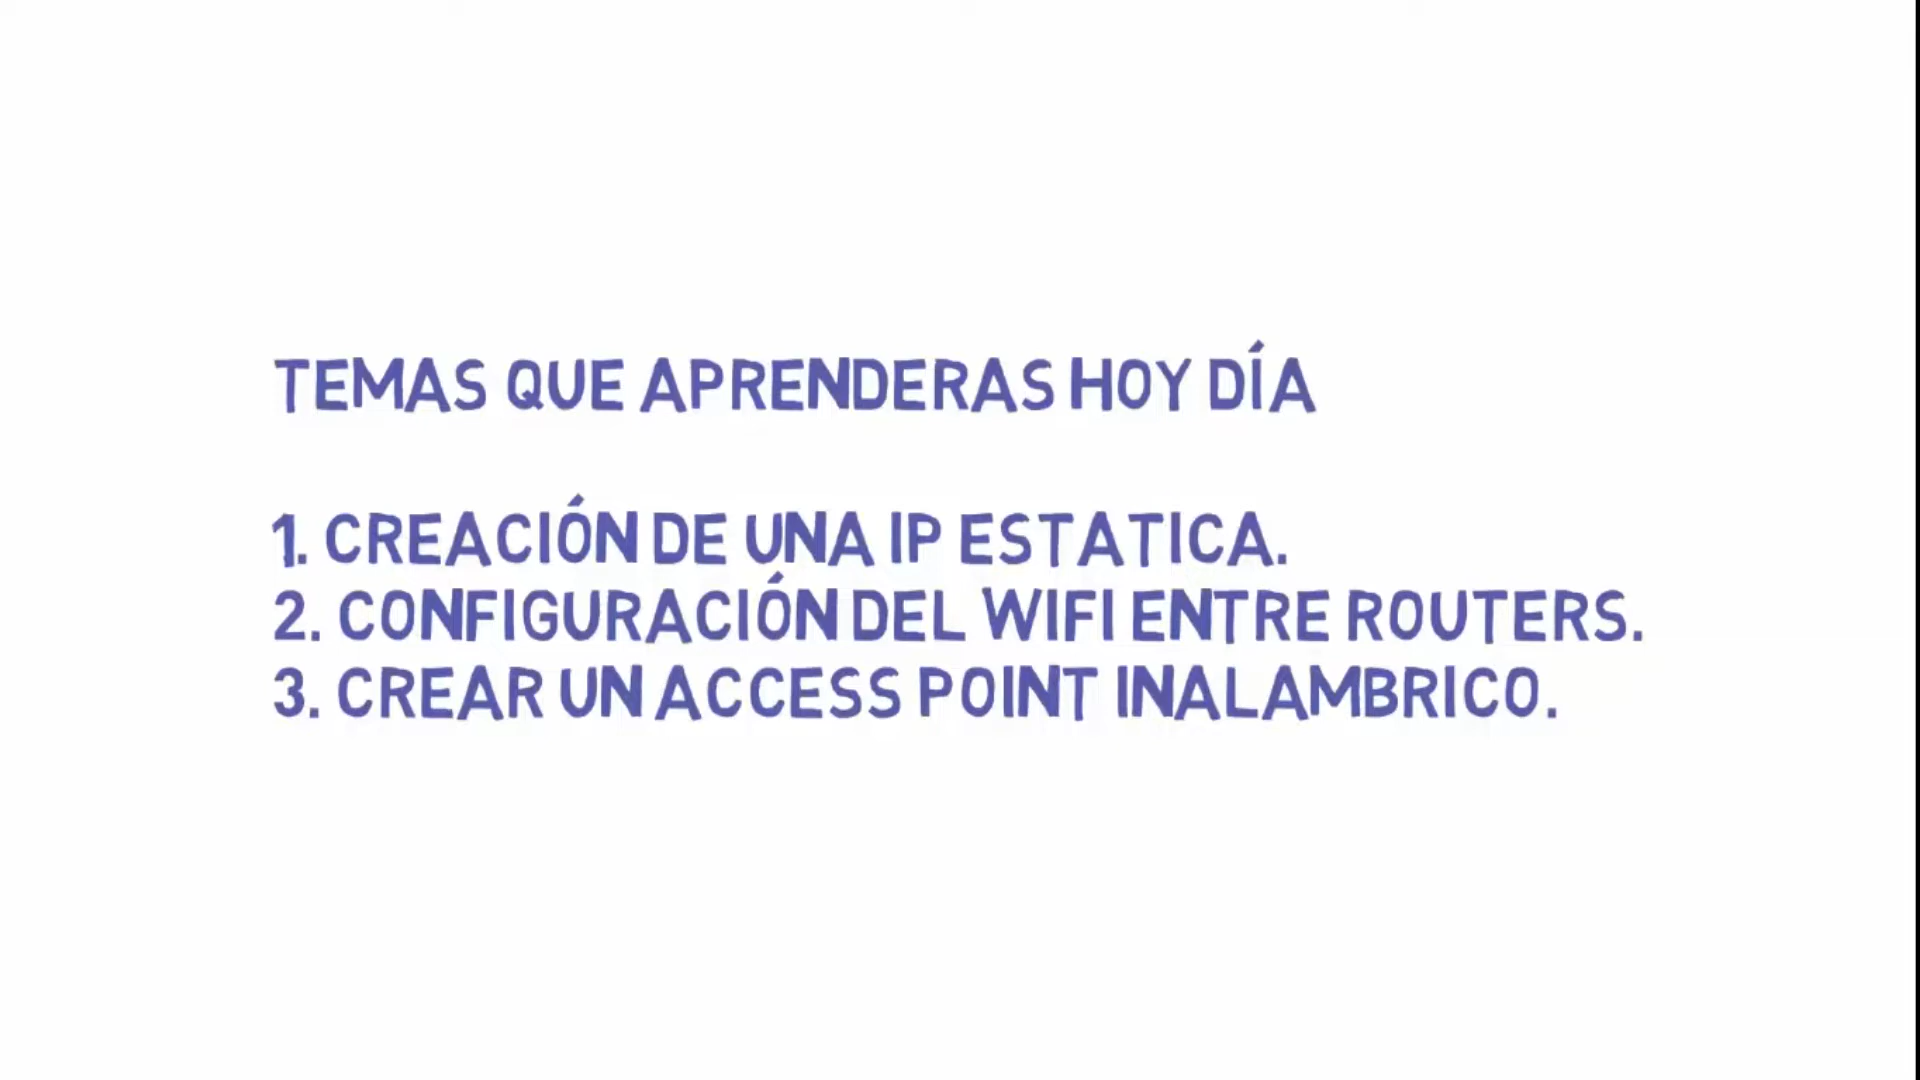 TEMAS QUE APRENDERAS HOY DÍA
1. CREACIÓN DE UNA IP ESTATICA.
2. CONFIGURACIÓN DEL WIFI ENTRE ROUTERS.
3. CREAR UN ACCESS POINT INALAMBRICO.